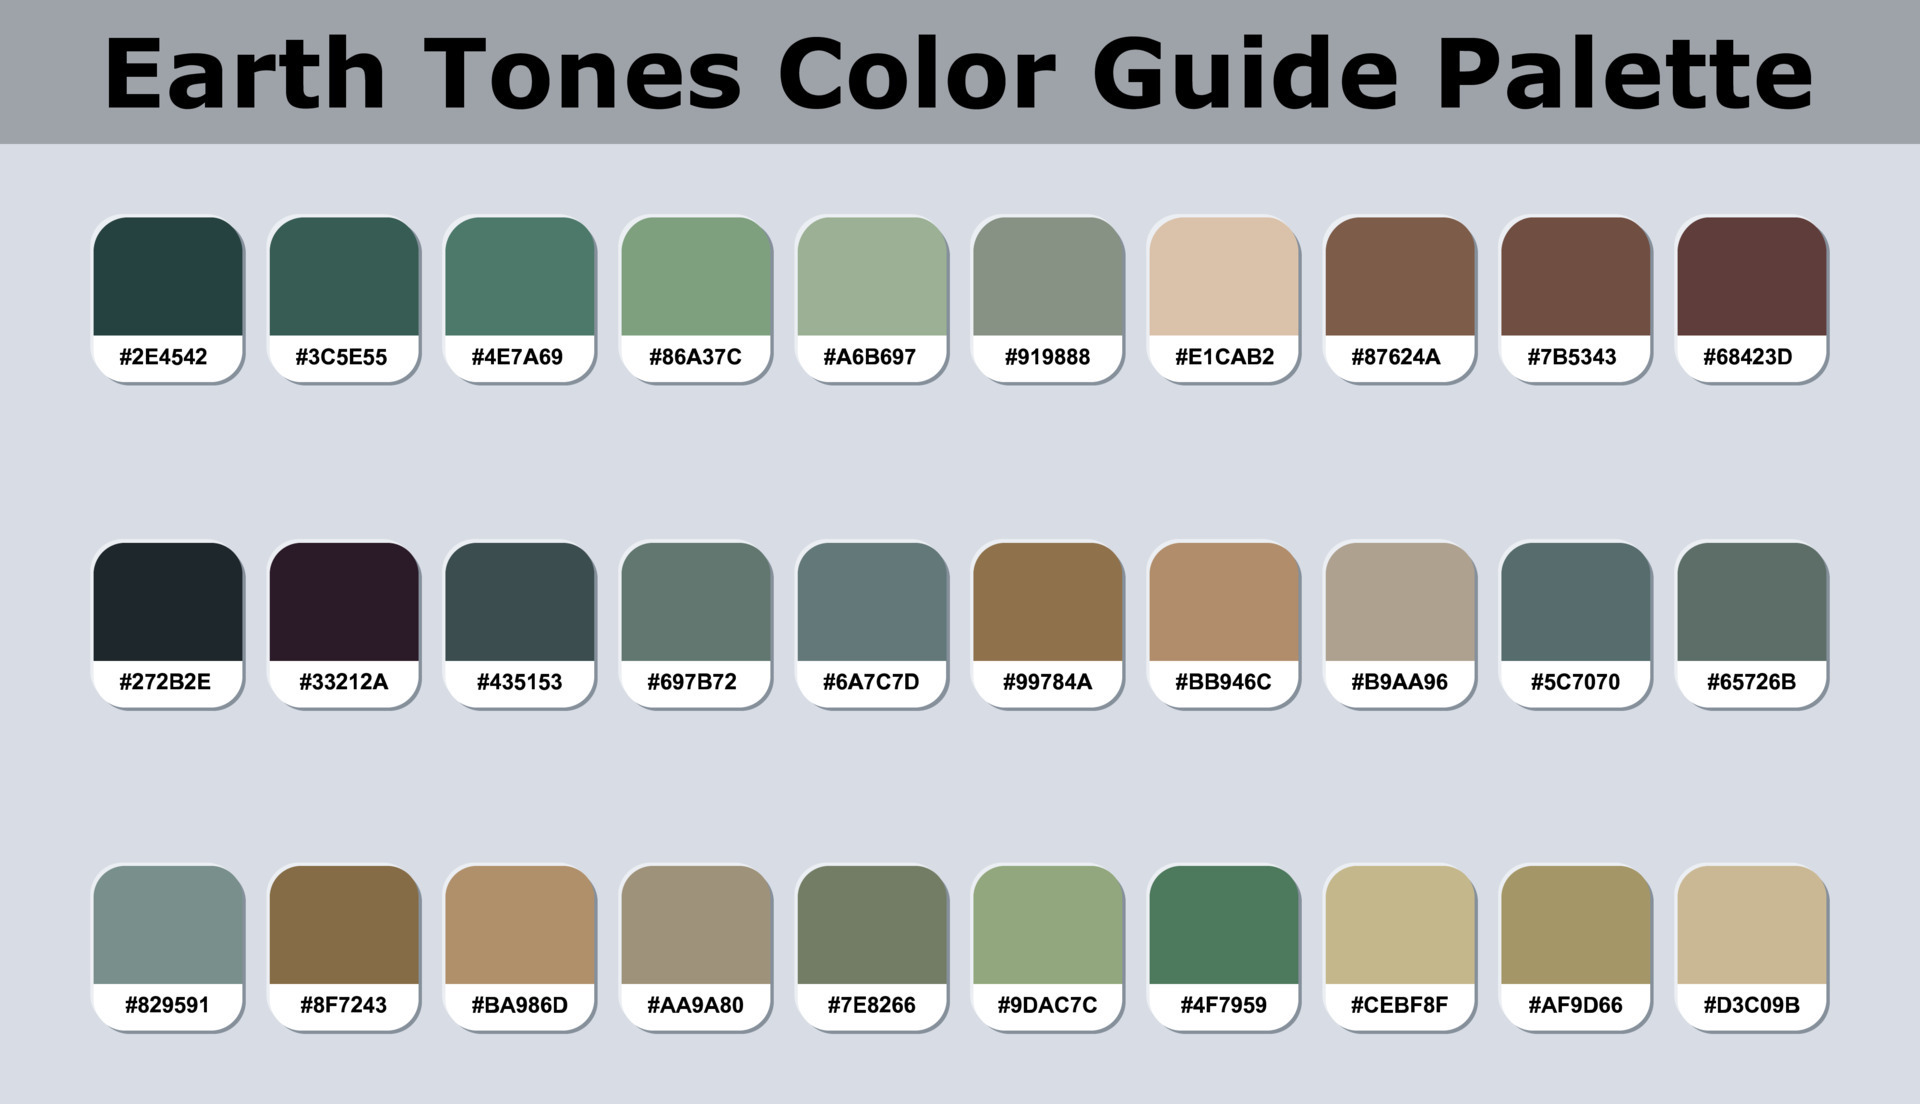 Earth Tones Color Guide Palette
#2E4542 #3C5E55 #4E7A69 #86A37C #A6B697 #919888 #E1CAB2 #87624A #7B5343 #68423D
#272B2E #33212A #435153 #697B72 #6A7C7D #99784A #BB946C #B9AA96 #5C7070 #65726B
#829591 #8F7243 #BA986D #AA9A80 #7E8266 #9DAC7C #4F7959 #CEBF8F #AF9D66 #D3C09B